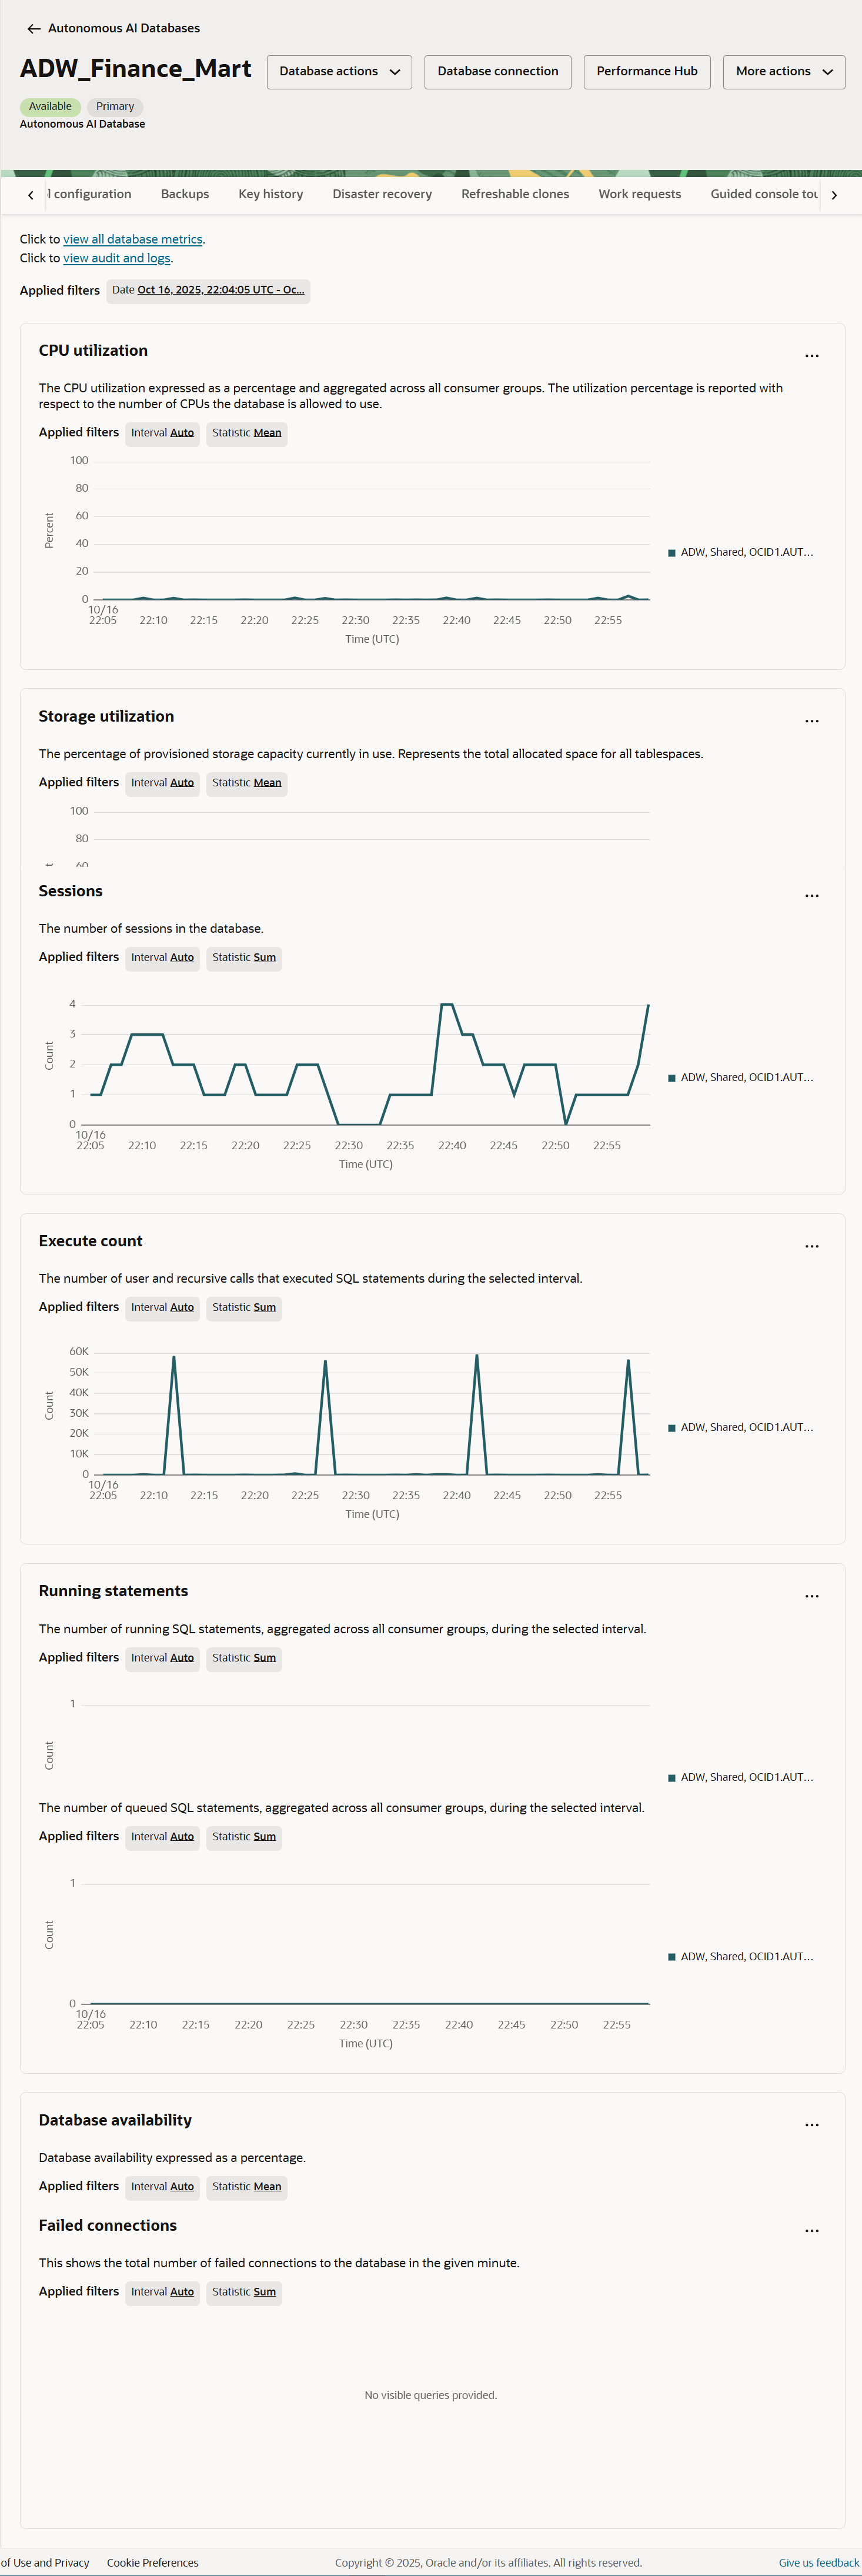 Autonomous AI Databases
ADW_Finance_Mart
Database actions
Database connection
Performance Hub
More actions
Available
Primary
Autonomous AI Database
l configuration
Backups
Key history
Disaster recovery
Refreshable clones
Work requests
Guided console tou
Click to view all database metrics.
Click to view audit and logs.
Applied filters Date Oct 16, 2025, 22:04:05 UTC - Oc...
CPU utilization
The CPU utilization expressed as a percentage and aggregated across all consumer groups. The utilization percentage is reported with
respect to the number of CPUs the database is allowed to use.
Applied filters Interval Auto Statistic Mean
100
80
60
40
20
0
Percent
10/16
22:05 22:10 22:15 22:20 22:25 22:30 22:35 22:40 22:45 22:50 22:55
Time (UTC)
ADW, Shared, OCID1.AUT...
Storage utilization
The percentage of provisioned storage capacity currently in use. Represents the total allocated space for all tablespaces.
Applied filters Interval Auto Statistic Mean
100
80
60
Sessions
The number of sessions in the database.
Applied filters Interval Auto Statistic Sum
4
3
2
1
0
Count
10/16
22:05 22:10 22:15 22:20 22:25 22:30 22:35 22:40 22:45 22:50 22:55
Time (UTC)
ADW, Shared, OCID1.AUT...
Execute count
The number of user and recursive calls that executed SQL statements during the selected interval.
Applied filters Interval Auto Statistic Sum
60K
50K
40K
30K
20K
10K
0
Count
10/16
22:05 22:10 22:15 22:20 22:25 22:30 22:35 22:40 22:45 22:50 22:55
Time (UTC)
ADW, Shared, OCID1.AUT...
Running statements
The number of running SQL statements, aggregated across all consumer groups, during the selected interval.
Applied filters Interval Auto Statistic Sum
1
Count
ADW, Shared, OCID1.AUT...
The number of queued SQL statements, aggregated across all consumer groups, during the selected interval.
Applied filters Interval Auto Statistic Sum
1
0
Count
10/16
22:05 22:10 22:15 22:20 22:25 22:30 22:35 22:40 22:45 22:50 22:55
Time (UTC)
ADW, Shared, OCID1.AUT...
Database availability
Database availability expressed as a percentage.
Applied filters Interval Auto Statistic Mean
Failed connections
This shows the total number of failed connections to the database in the given minute.
Applied filters Interval Auto Statistic Sum
No visible queries provided.
of Use and Privacy
Cookie Preferences
Copyright © 2025, Oracle and/or its affiliates. All rights reserved.
Give us feedback